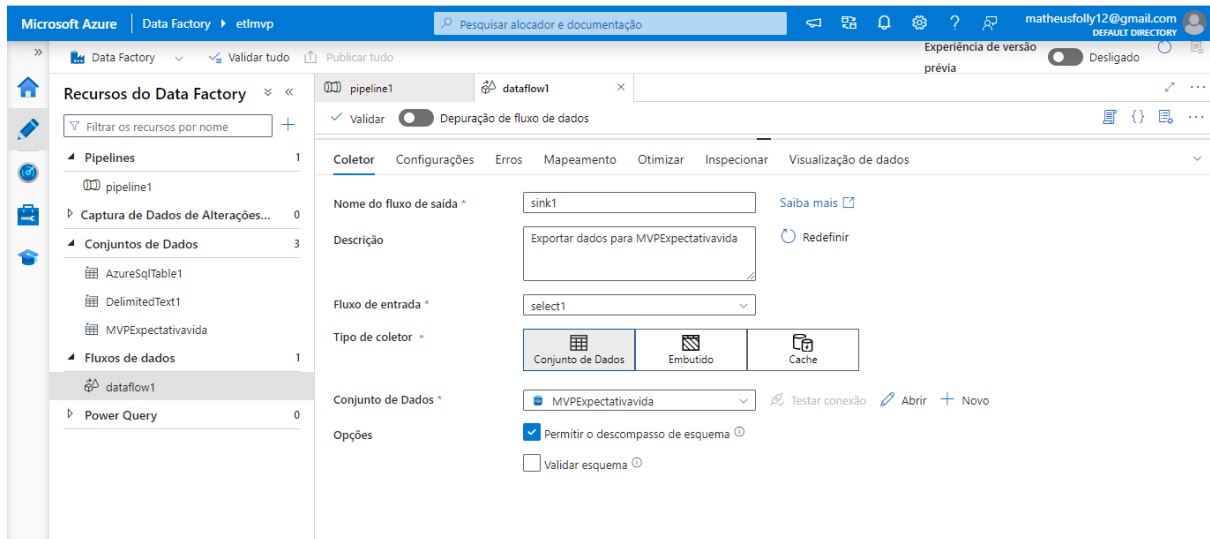 Microsoft Azure | Data Factory ▸ etlmvp
Pesquisar alocador e documentação
matheusfolly12@gmail.com
DEFAULT DIRECTORY
Data Factory
Validar tudo
Publicar tudo
Experiência de versão prévia
Desligado
Recursos do Data Factory
Filtrar os recursos por nome
Pipelines 1
pipeline1
Captura de Dados de Alterações... 0
Conjuntos de Dados 3
AzureSqlTable1
DelimitedText1
MVPExpectativavida
Fluxos de dados 1
dataflow1
Power Query 0
pipeline1
dataflow1
Validar
Depuração de fluxo de dados
Coletor Configurações Erros Mapeamento Otimizar Inspecionar Visualização de dados
Nome do fluxo de saída * sink1 Saiba mais
Descrição Exportar dados para MVPExpectativavida Redefinir
Fluxo de entrada * select1
Tipo de coletor * Conjunto de Dados Embutido Cache
Conjunto de Dados * MVPExpectativavida Testar conexão Abrir Novo
Opções Permitir o descompasso de esquema
Validar esquema